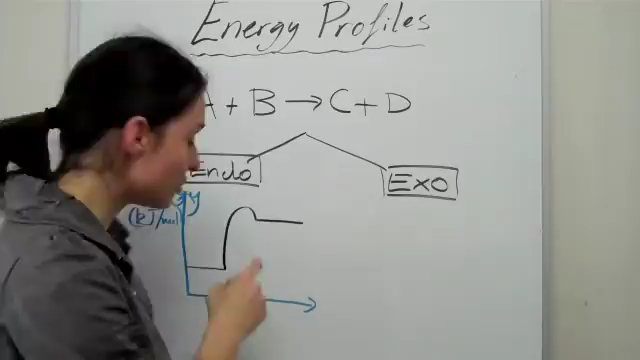 Energy Profiles
A + B → C + D
Endo
Exo
(kJ/mol)